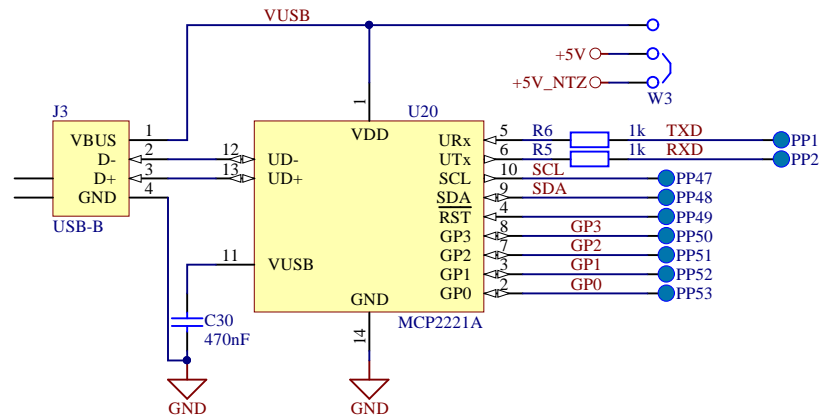 VUSB
+5V
+5V_NTZ
W3
J3
U20
1
VBUS
1
VDD
URx
5
R6
1k
TXD
PP1
D-
2
12
UD-
UTx
6
R5
1k
RXD
PP2
D+
3
13
UD+
SCL
10
SCL
PP47
GND
4
SDA
9
SDA
PP48
USB-B
RST
4
PP49
GP3
8
GP3
PP50
11
VUSB
GP2
7
GP2
PP51
GP1
3
GP1
PP52
GND
GP0
2
GP0
PP53
C30
470nF
MCP2221A
14
GND
GND